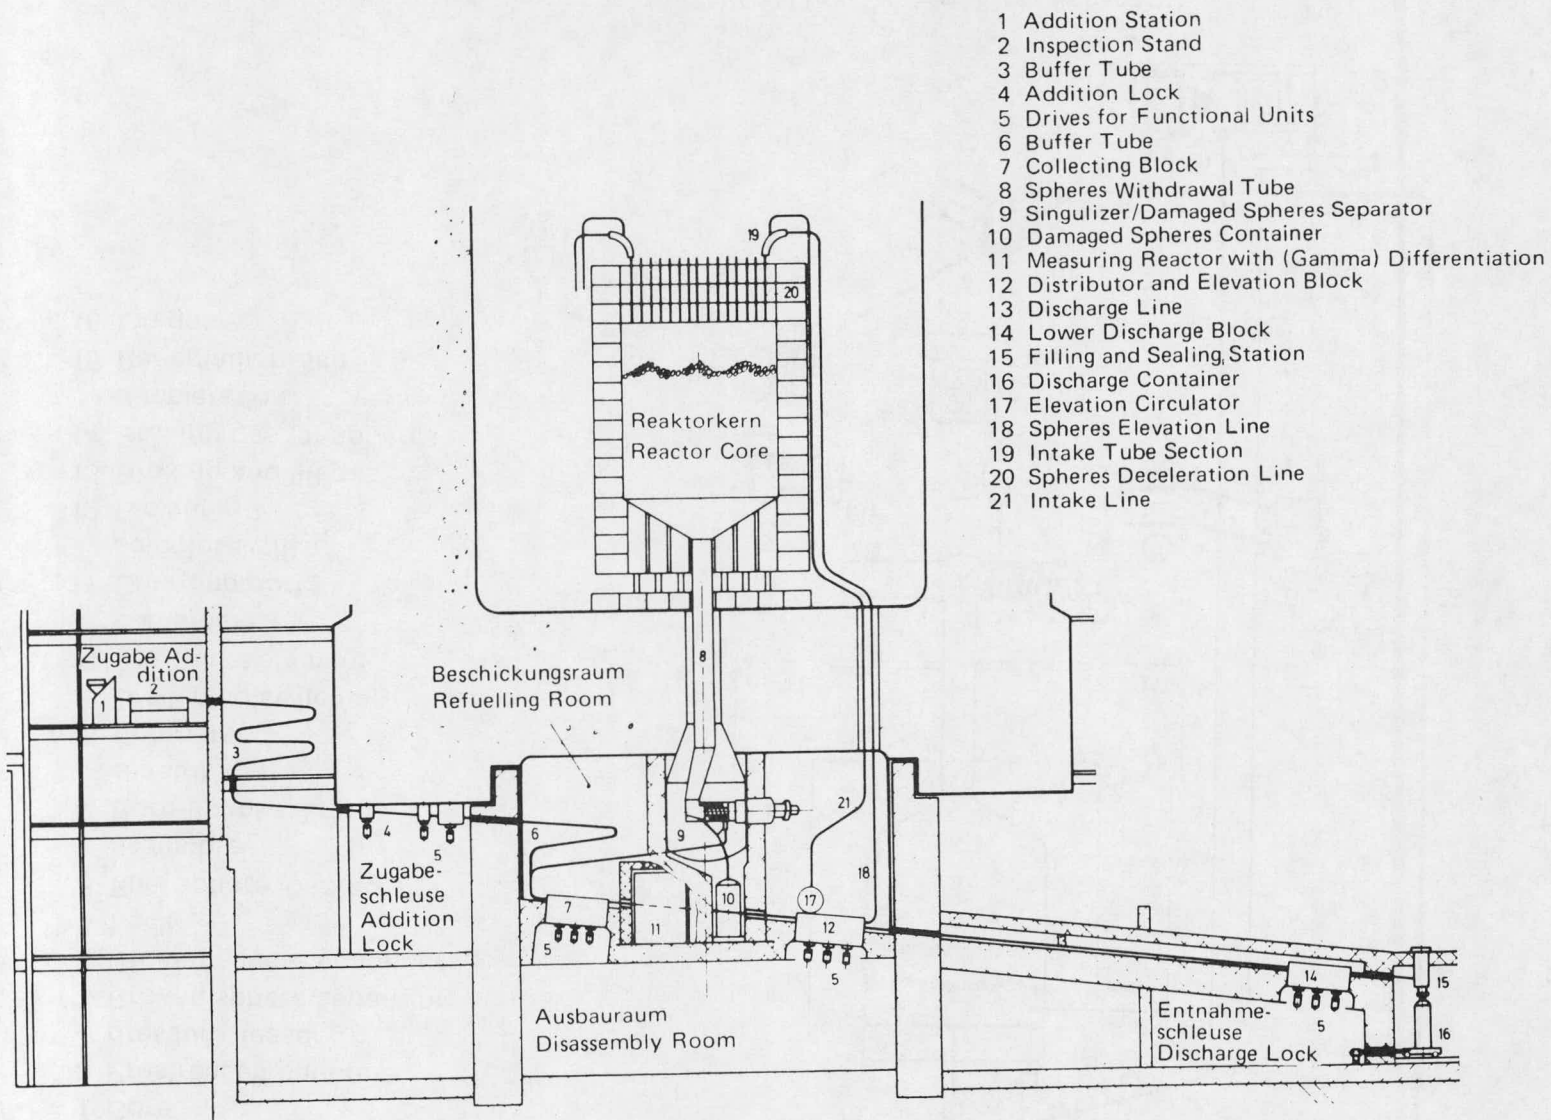 1 Addition Station
2 Inspection Stand
3 Buffer Tube
4 Addition Lock
5 Drives for Functional Units
6 Buffer Tube
7 Collecting Block
8 Spheres Withdrawal Tube
9 Singulizer/Damaged Spheres Separator
10 Damaged Spheres Container
11 Measuring Reactor with (Gamma) Differentiation
12 Distributor and Elevation Block
13 Discharge Line
14 Lower Discharge Block
15 Filling and Sealing Station
16 Discharge Container
17 Elevation Circulator
18 Spheres Elevation Line
19 Intake Tube Section
20 Spheres Deceleration Line
21 Intake Line
19
20
Reaktorkern
Reactor Core
Zugabe Ad-
dition
2
1
3
8
Beschickungsraum
Refuelling Room
4
5
6
9
21
18
17
Zugabe-
schleuse
Addition
Lock
7
5
11
10
12
5
13
14
15
5
16
Ausbauraum
Disassembly Room
Entnahme-
schleuse
Discharge Lock